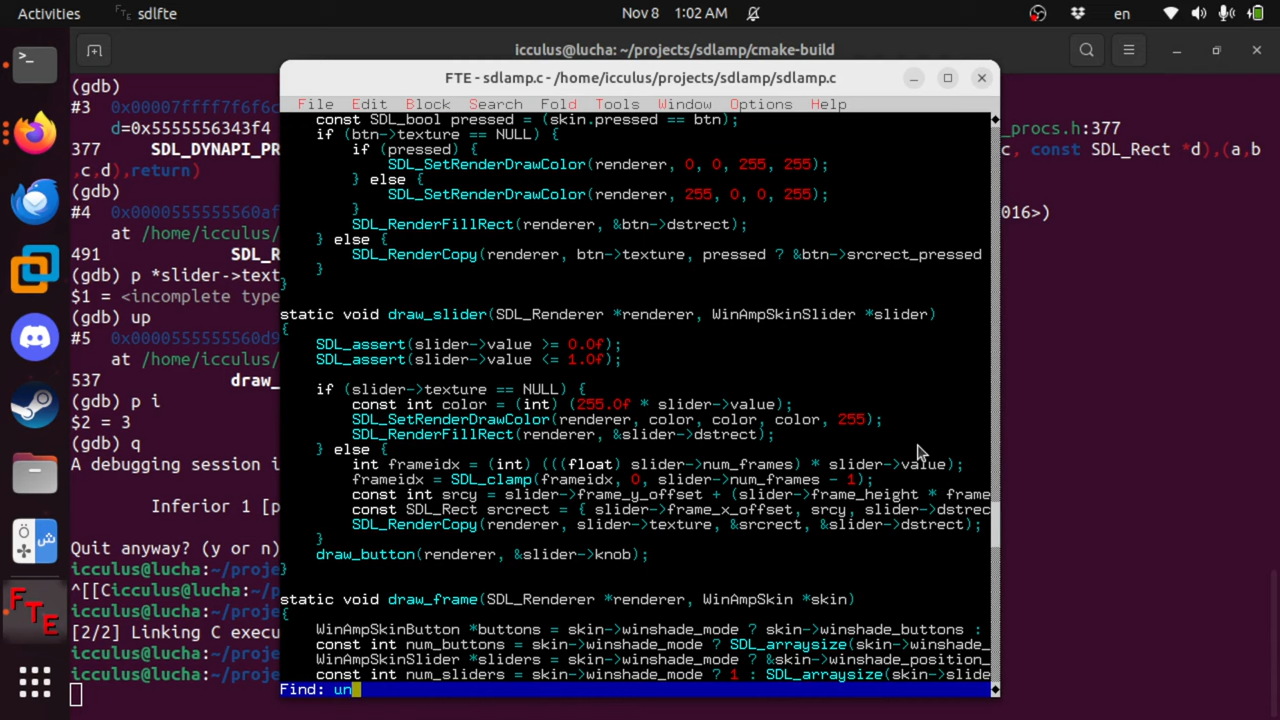 Activities
sdlfte
Nov 8 1:02 AM
en
icculus@lucha: ~/projects/sdlamp/cmake-build
FTE - sdlamp.c - /home/icculus/projects/sdlamp/sdlamp.c
File Edit Block Search Fold Tools Window Options Help
const SDL_bool pressed = (skin.pressed == btn);
if (btn->texture == NULL) {
if (pressed) {
SDL_SetRenderDrawColor(renderer, 0, 0, 255, 255);
} else {
SDL_SetRenderDrawColor(renderer, 255, 0, 0, 255);
}
SDL_RenderFillRect(renderer, &btn->dstrect);
} else {
SDL_RenderCopy(renderer, btn->texture, pressed ? &btn->srcrect_pressed
}
}
static void draw_slider(SDL_Renderer *renderer, WinAmpSkinSlider *slider)
{
SDL_assert(slider->value >= 0.0f);
SDL_assert(slider->value <= 1.0f);
if (slider->texture == NULL) {
const int color = (int) (255.0f * slider->value);
SDL_SetRenderDrawColor(renderer, color, color, color, 255);
SDL_RenderFillRect(renderer, &slider->dstrect);
} else {
int frameidx = (int) (((float) slider->num_frames) * slider->value);
frameidx = SDL_clamp(frameidx, 0, slider->num_frames - 1);
const int srcy = slider->frame_y_offset + (slider->frame_height * frame
const SDL_Rect srcrect = { slider->frame_x_offset, srcy, slider->dstrec
SDL_RenderCopy(renderer, slider->texture, &srcrect, &slider->dstrect);
}
draw_button(renderer, &slider->knob);
}
static void draw_frame(SDL_Renderer *renderer, WinAmpSkin *skin)
{
WinAmpSkinButton *buttons = skin->winshade_mode ? skin->winshade_buttons :
const int num_buttons = skin->winshade_mode ? SDL_arraysize(skin->winshade_
WinAmpSkinSlider *sliders = skin->winshade_mode ? &skin->winshade_position_
const int num_sliders = skin->winshade_mode ? 1 : SDL_arraysize(skin->slide
Find: un
(gdb)
#3 0x00007ffff7f6f6c
d=0x5555556343f4
_procs.h:377
377 SDL_DYNAPI_PR
c, const SDL_Rect *d),(a,b
,c,d),return)
(gdb)
#4 0x0000555555560af
016>)
at /home/icculus/
491 SDL_R
(gdb) p *slider->text
$1 = <incomplete type
(gdb) up
#5 0x0000555555560d9
at /home/icculus/
537 draw_
(gdb) p i
$2 = 3
(gdb) q
A debugging session i
Inferior 1 [p
Quit anyway? (y or n)
icculus@lucha:~/proje
^[[Cicculus@lucha:~/p
icculus@lucha:~/proje
[2/2] Linking C execu
icculus@lucha:~/proje
icculus@lucha:~/proje
FTE
ش
ö